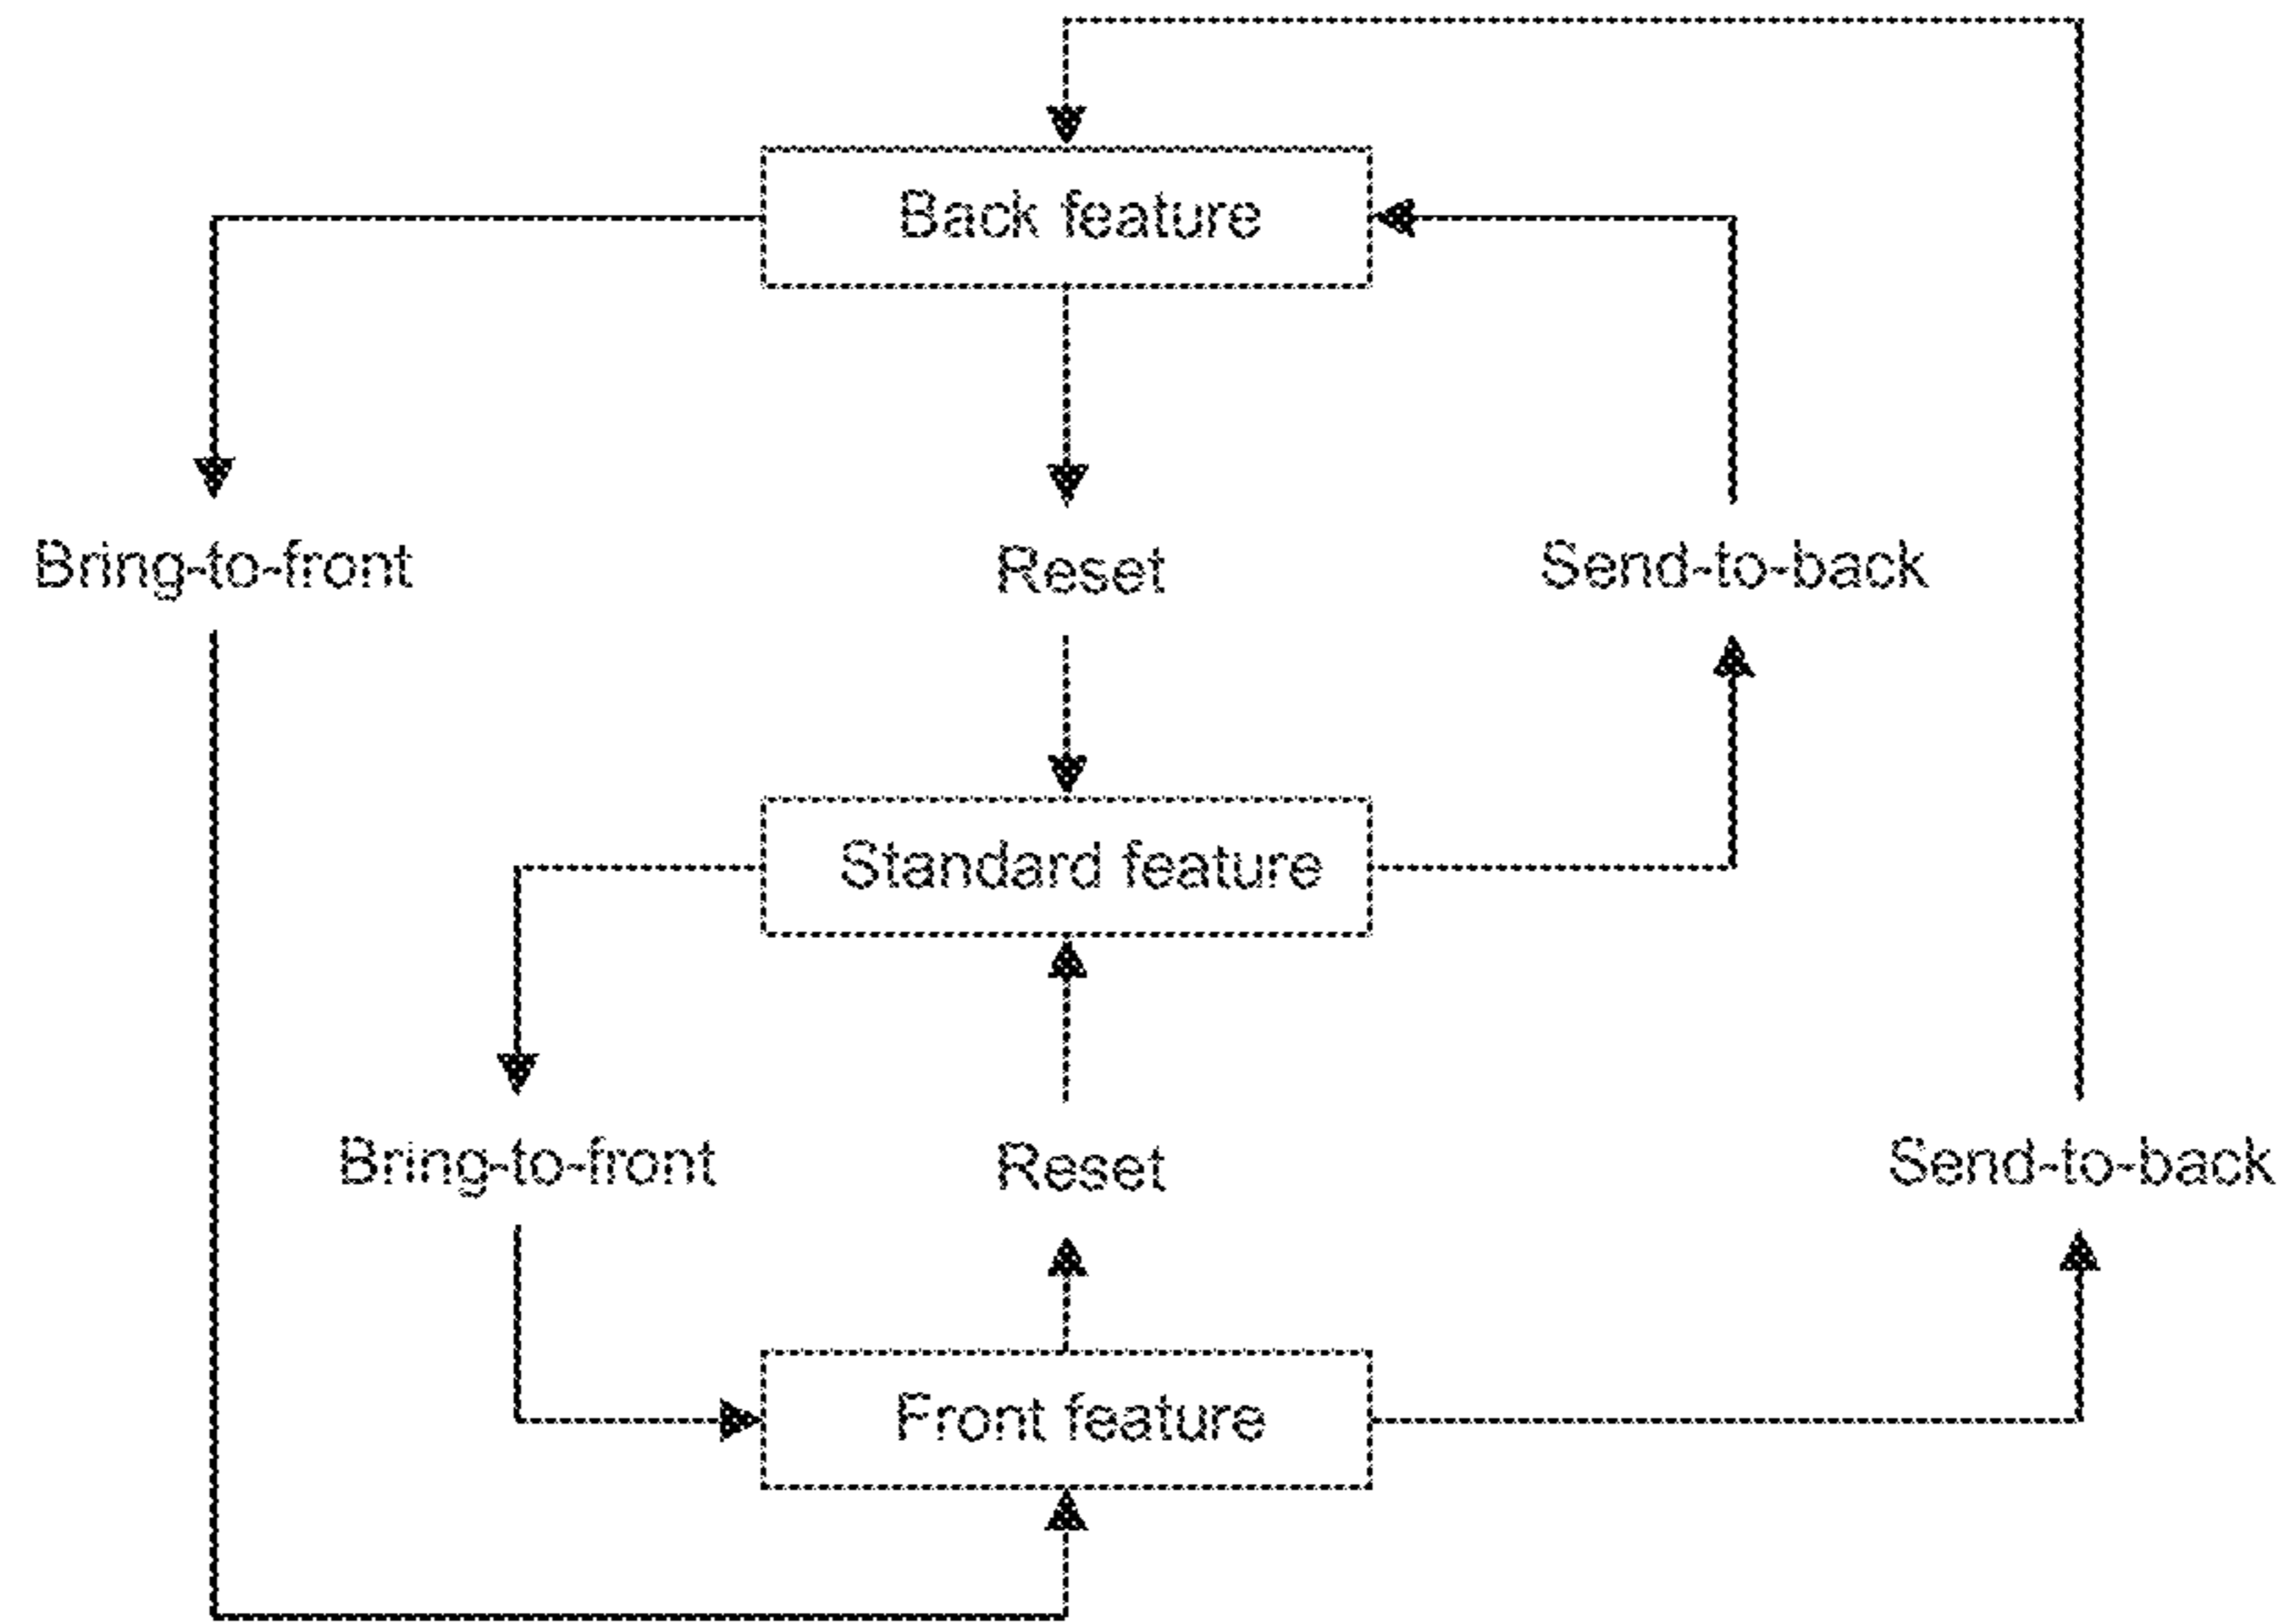 Back feature
Bring-to-front
Reset
Send-to-back
Standard feature
Bring-to-front
Reset
Send-to-back
Front feature